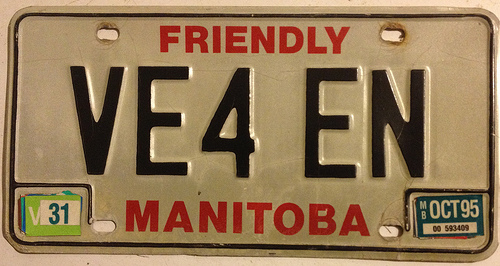 FRIENDLY
VE4 EN
V 31
MB OCT95
00 593409
MANITOBA